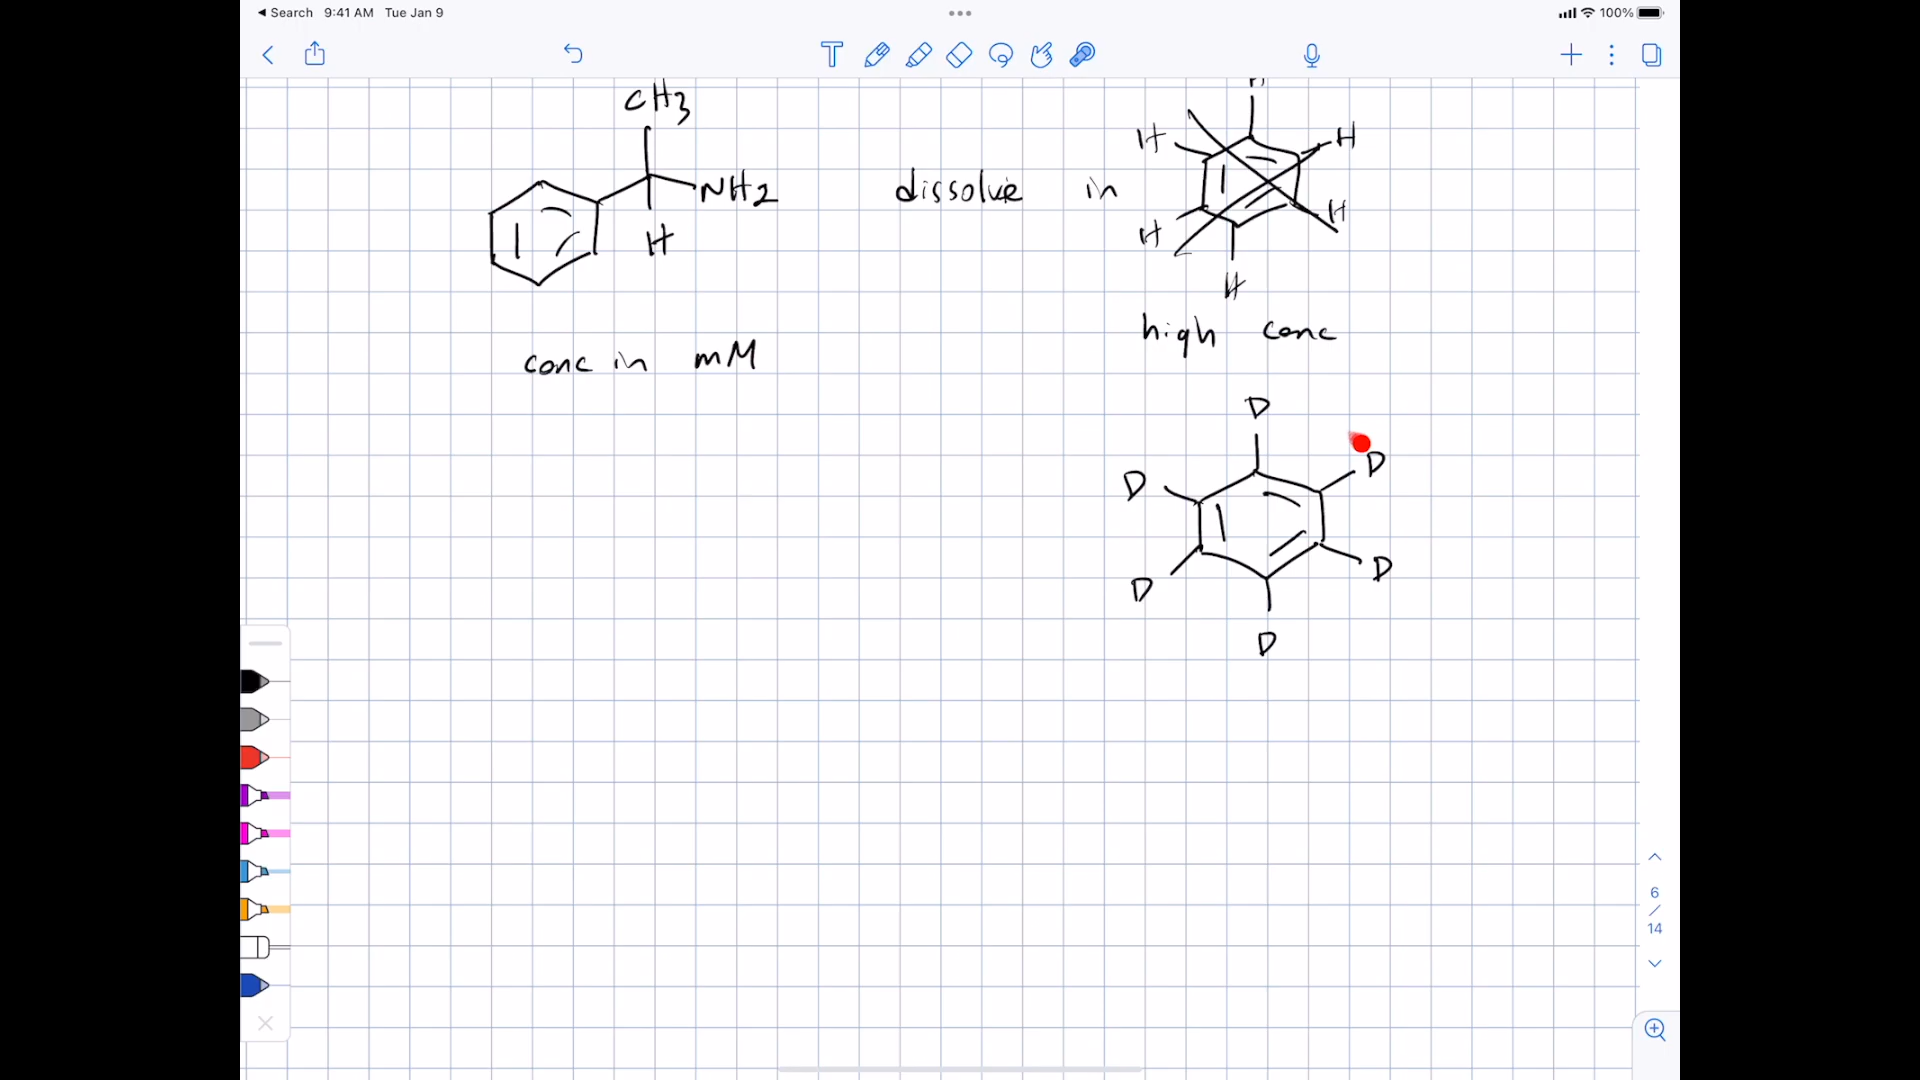 Search 9:41 AM Tue Jan 9
100%
T
CH3
H H
NH2
dissolve in
H H
H
H
high conc
conc in mM
D
D
D
D
D
D
6
/
14